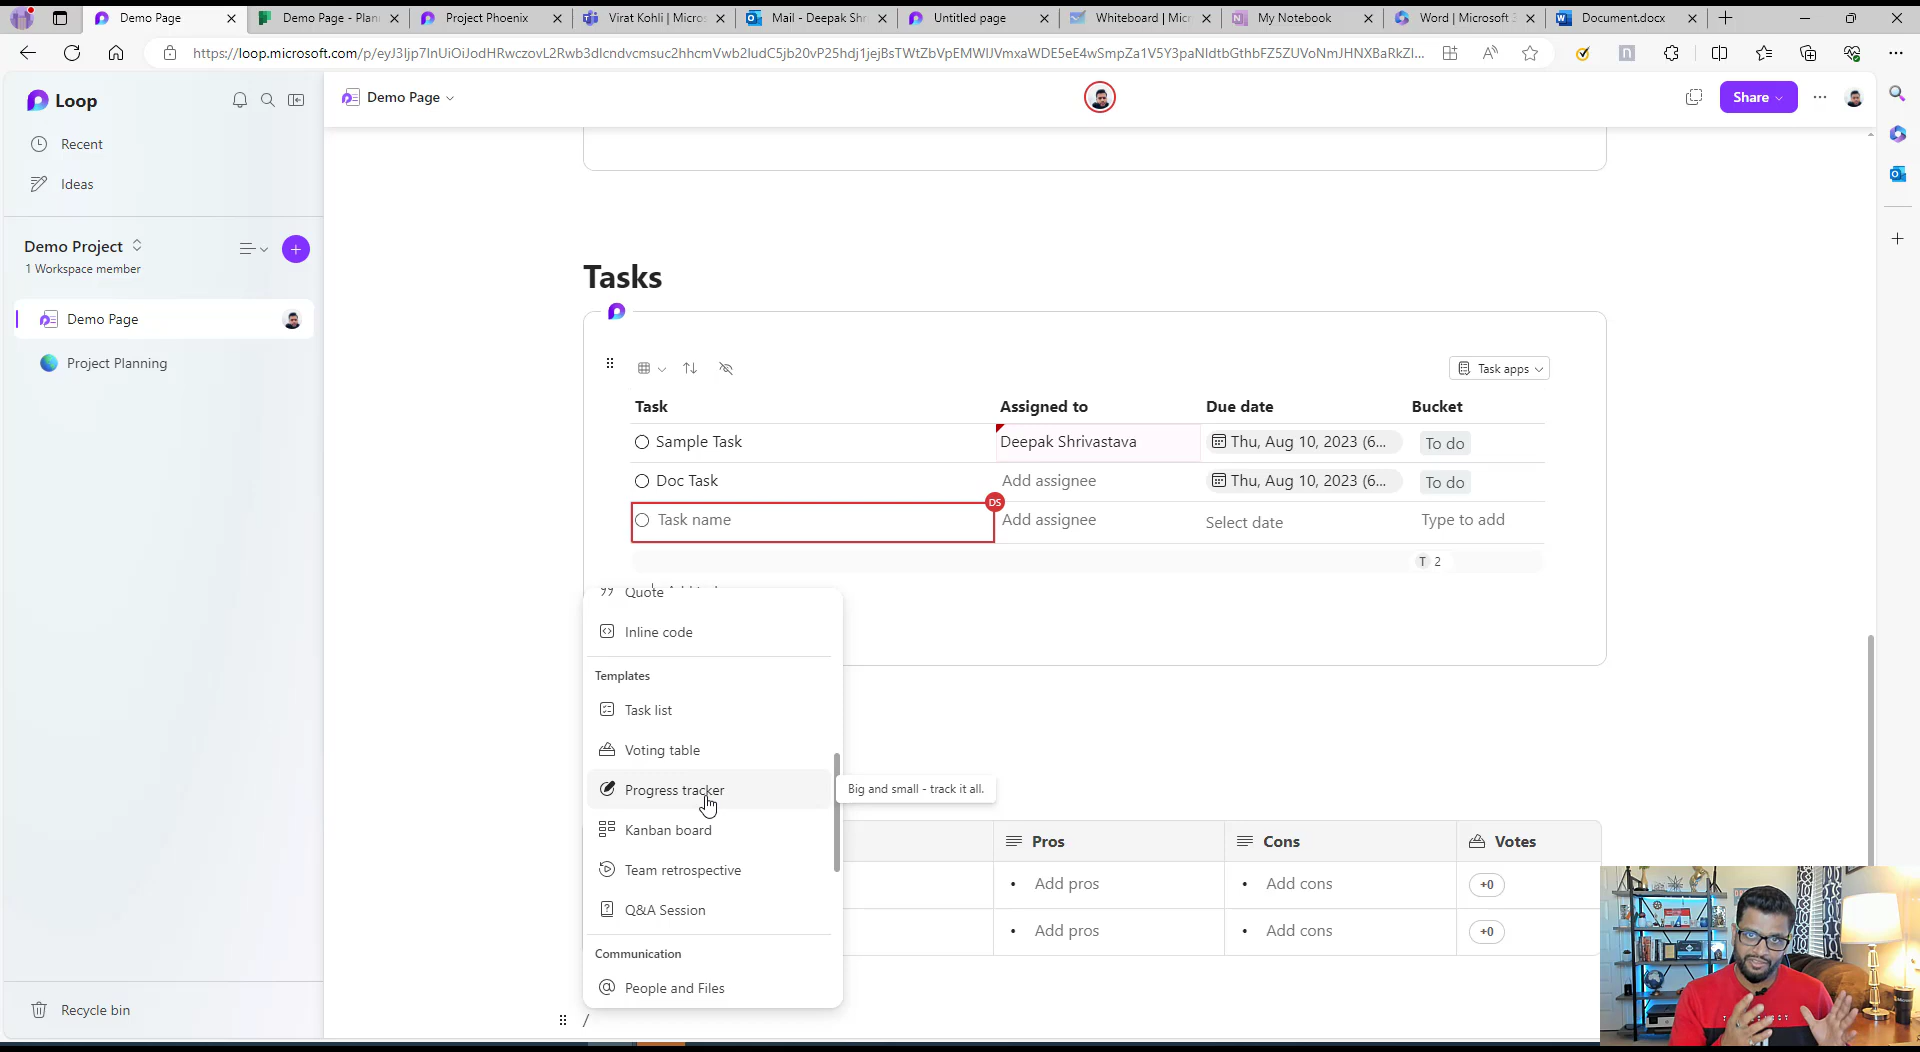 Demo Page
Demo Page - Plan
Project Phoenix
Virat Kohli | Micros
Mail - Deepak Shri
Untitled page
Whiteboard | Micr
My Notebook
Word | Microsoft 3
Document.docx
Loop
Demo Page
Share
Recent
Ideas
Demo Project
1 Workspace member
Demo Page
Project Planning
Recycle bin
Tasks
Task apps
Task
Assigned to
Due date
Bucket
Sample Task
Deepak Shrivastava
Thu, Aug 10, 2023 (6...
To do
Doc Task
Add assignee
Thu, Aug 10, 2023 (6...
To do
DS
Task name
Add assignee
Select date
Type to add
T 2
Quote
Inline code
Templates
Task list
Voting table
Progress tracker
Big and small - track it all.
Kanban board
Team retrospective
Q&A Session
Communication
People and Files
/
Pros
Cons
Votes
Add pros
Add cons
+0
Add pros
Add cons
+0